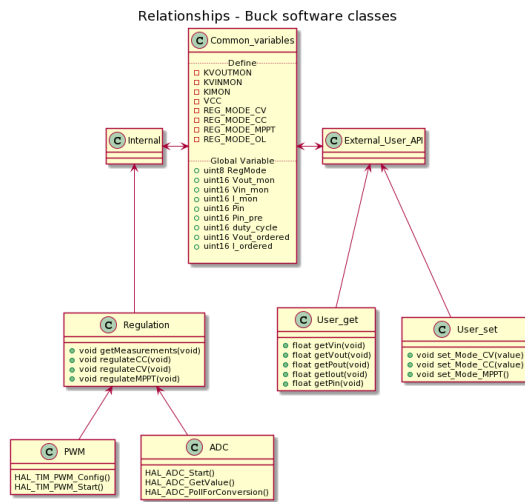 Relationships - Buck software classes
C Common_variables
Define
KVOUTMON
KVINMON
KIMON
VCC
REG_MODE_CV
REG_MODE_CC
REG_MODE_MPPT
REG_MODE_OL
Global Variable
uint8 RegMode
uint16 Vout_mon
uint16 Vin_mon
uint16 I_mon
uint16 Pin
uint16 Pin_pre
uint16 duty_cycle
uint16 Vout_ordered
uint16 I_ordered
C Internal
C External_User_API
C Regulation
void getMeasurements(void)
void regulateCC(void)
void regulateCV(void)
void regulateMPPT(void)
C User_get
float getVin(void)
float getVout(void)
float getPout(void)
float getIout(void)
float getPin(void)
C User_set
void set_Mode_CV(value)
void set_Mode_CC(value)
void set_Mode_MPPT()
C PWM
HAL_TIM_PWM_Config()
HAL_TIM_PWM_Start()
C ADC
HAL_ADC_Start()
HAL_ADC_GetValue()
HAL_ADC_PollForConversion()